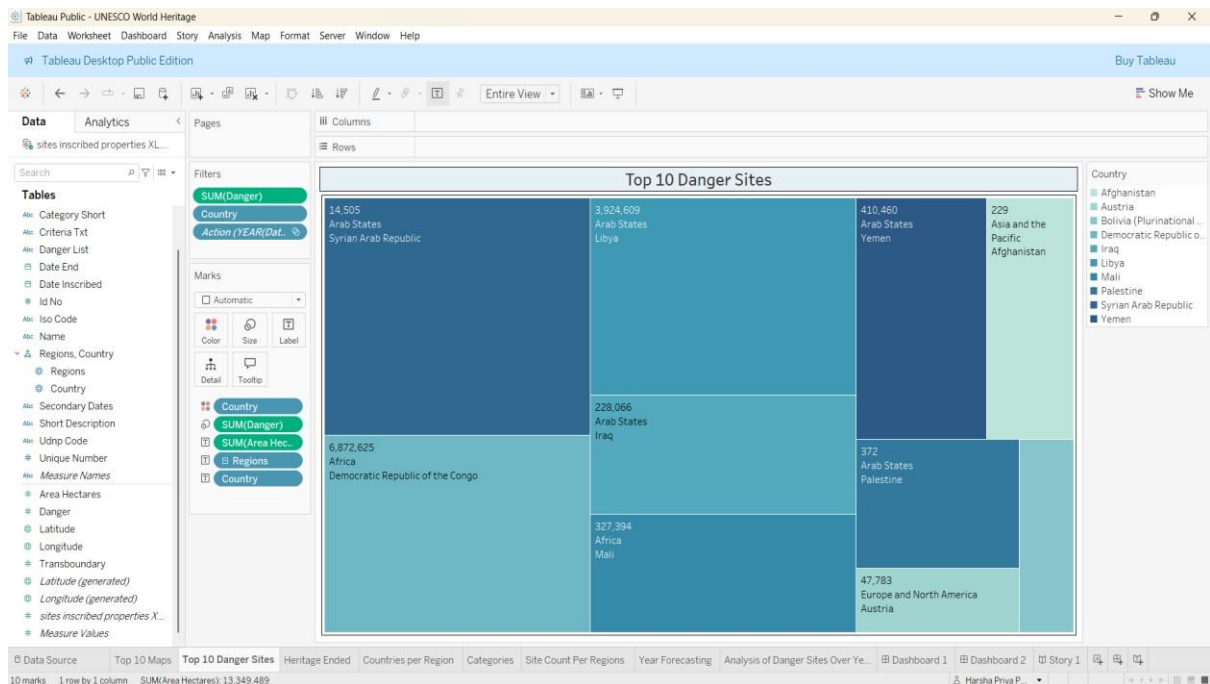 Tableau Public - UNESCO World Heritage
File Data Worksheet Dashboard Story Analysis Map Format Server Window Help
Tableau Desktop Public Edition
Buy Tableau
Entire View
Show Me
Data
Analytics
sites inscribed properties XL...
Search
Tables
Abc Category Short
Abc Criteria Txt
Abc Danger List
Date End
Date Inscribed
# Id No
Abc Iso Code
Abc Name
Regions, Country
Regions
Country
Abc Secondary Dates
Abc Short Description
Abc Udnp Code
# Unique Number
Abc Measure Names
# Area Hectares
# Danger
Latitude
Longitude
# Transboundary
Latitude (generated)
Longitude (generated)
# sites inscribed properties X...
# Measure Values
Pages
Filters
SUM(Danger)
Country
Action (YEAR(Dat..
Marks
Automatic
Color
Size
Label
Detail
Tooltip
Country
SUM(Danger)
SUM(Area Hec..
Regions
Country
Columns
Rows
Top 10 Danger Sites
14,505
Arab States
Syrian Arab Republic
6,872,625
Africa
Democratic Republic of the Congo
3,924,609
Arab States
Libya
228,066
Arab States
Iraq
327,394
Africa
Mali
410,460
Arab States
Yemen
229
Asia and the
Pacific
Afghanistan
372
Arab States
Palestine
47,783
Europe and North America
Austria
Country
Afghanistan
Austria
Bolivia (Plurinational ..
Democratic Republic o..
Iraq
Libya
Mali
Palestine
Syrian Arab Republic
Yemen
Data Source
Top 10 Maps
Top 10 Danger Sites
Heritage Ended
Countries per Region
Categories
Site Count Per Regions
Year Forecasting
Analysis of Danger Sites Over Ye...
Dashboard 1
Dashboard 2
Story 1
10 marks 1 row by 1 column SUM(Area Hectares): 13,349,489
Harsha Priya P...